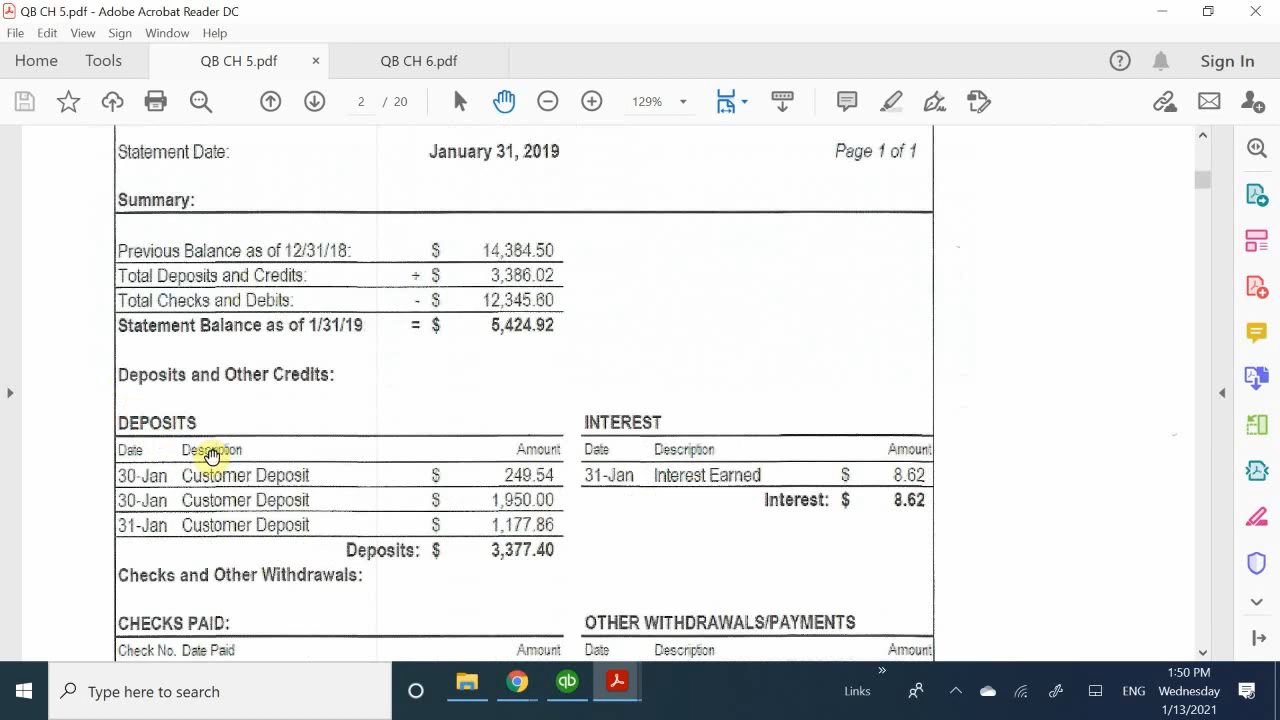 QB CH 5.pdf - Adobe Acrobat Reader DC
File Edit View Sign Window Help
Home Tools QB CH 5.pdf × QB CH 6.pdf Sign In
2 / 20 129%
Statement Date: January 31, 2019 Page 1 of 1
Summary:
Previous Balance as of 12/31/18: $ 14,384.50
Total Deposits and Credits: + $ 3,386.02
Total Checks and Debits: - $ 12,345.60
Statement Balance as of 1/31/19 = $ 5,424.92
Deposits and Other Credits:
DEPOSITS
Date Description Amount
30-Jan Customer Deposit $ 249.54
30-Jan Customer Deposit $ 1,950.00
31-Jan Customer Deposit $ 1,177.86
Deposits: $ 3,377.40
INTEREST
Date Description Amount
31-Jan Interest Earned $ 8.62
Interest: $ 8.62
Checks and Other Withdrawals:
CHECKS PAID:
Check No. Date Paid Amount
OTHER WITHDRAWALS/PAYMENTS
Date Description Amount
Type here to search
qb
Links
ENG
1:50 PM
Wednesday
1/13/2021